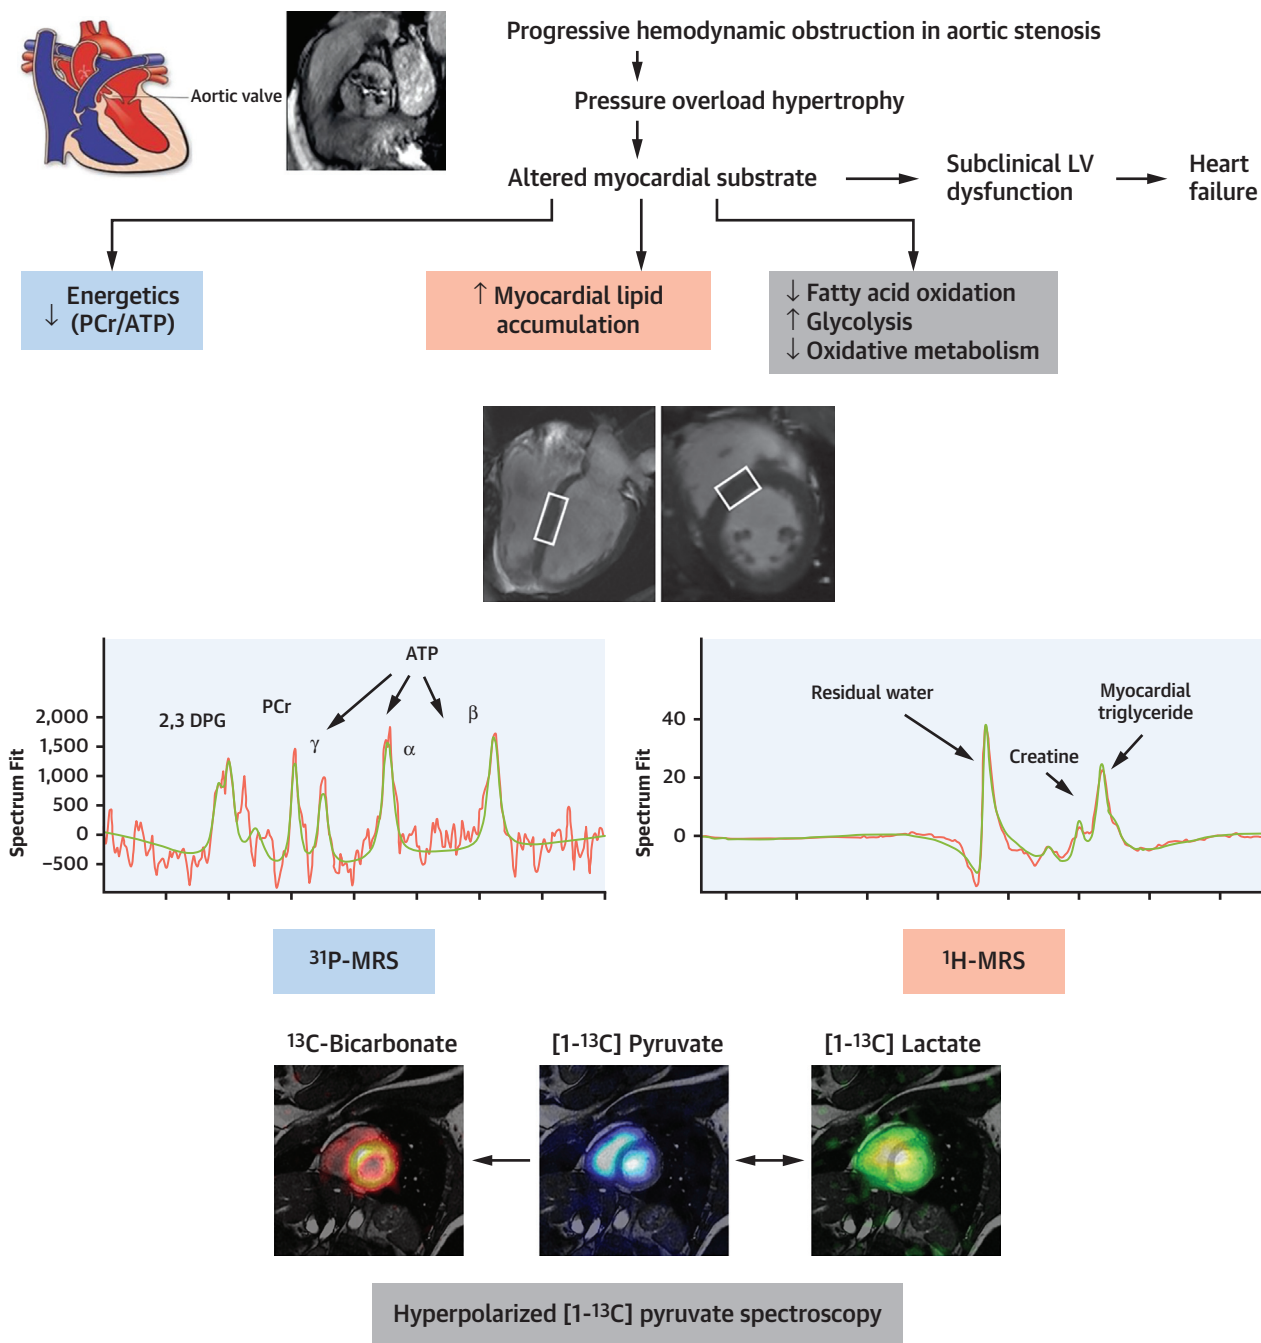 Progressive hemodynamic obstruction in aortic stenosis
Aortic valve
Pressure overload hypertrophy
Altered myocardial substrate
Subclinical LV
dysfunction
Heart
failure
↓ Energetics
(PCr/ATP)
↑ Myocardial lipid
accumulation
↓ Fatty acid oxidation
↑ Glycolysis
↓ Oxidative metabolism
Spectrum Fit
2,000
1,500
1,000
500
0
−500
2,3 DPG
PCr
ATP
γ
α
β
Spectrum Fit
40
20
0
Residual water
Creatine
Myocardial
triglyceride
³¹P-MRS
¹H-MRS
¹³C-Bicarbonate
[1-¹³C] Pyruvate
[1-¹³C] Lactate
Hyperpolarized [1-¹³C] pyruvate spectroscopy